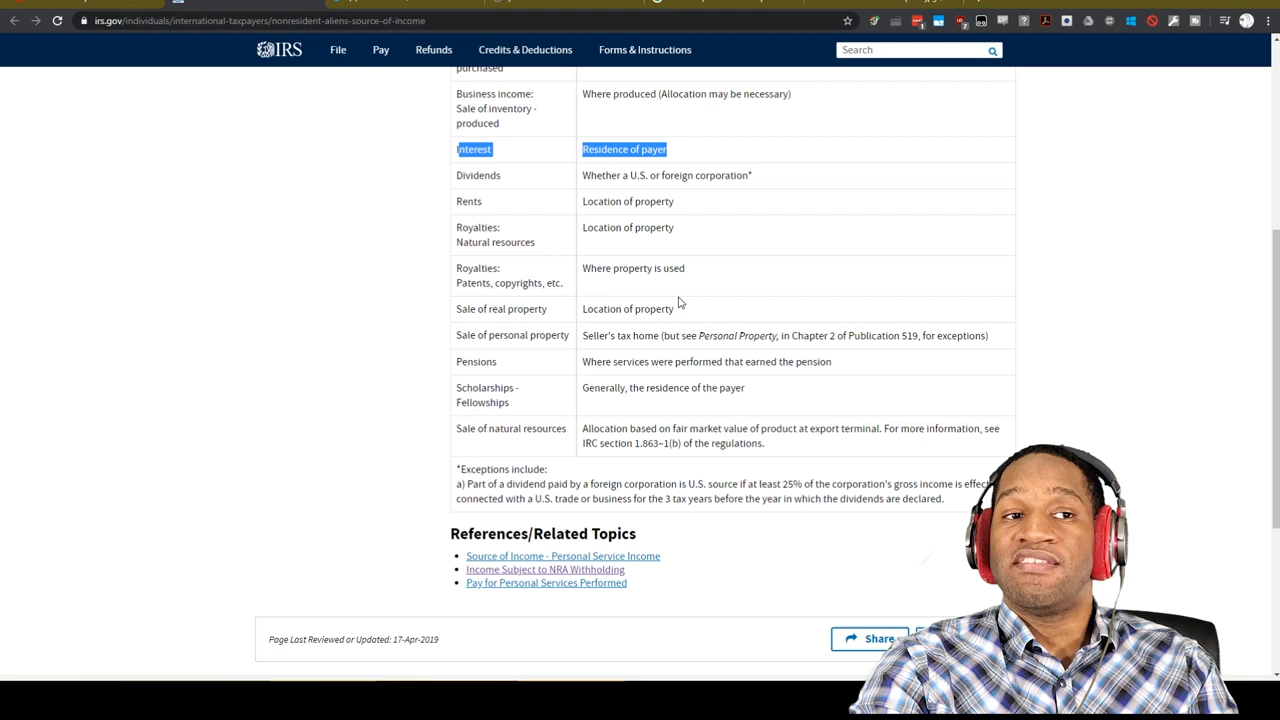 irs.gov/individuals/international-taxpayers/nonresident-aliens-source-of-income
IRS File Pay Refunds Credits & Deductions Forms & Instructions Search
purchased
Business income: Where produced (Allocation may be necessary)
Sale of inventory -
produced
Interest Residence of payer
Dividends Whether a U.S. or foreign corporation*
Rents Location of property
Royalties: Location of property
Natural resources
Royalties: Where property is used
Patents, copyrights, etc.
Sale of real property Location of property
Sale of personal property Seller's tax home (but see Personal Property, in Chapter 2 of Publication 519, for exceptions)
Pensions Where services were performed that earned the pension
Scholarships - Generally, the residence of the payer
Fellowships
Sale of natural resources Allocation based on fair market value of product at export terminal. For more information, see
IRC section 1.863–1(b) of the regulations.
*Exceptions include:
a) Part of a dividend paid by a foreign corporation is U.S. source if at least 25% of the corporation's gross income is effec
connected with a U.S. trade or business for the 3 tax years before the year in which the dividends are declared.
References/Related Topics
• Source of Income - Personal Service Income
• Income Subject to NRA Withholding
• Pay for Personal Services Performed
Page Last Reviewed or Updated: 17-Apr-2019 Share